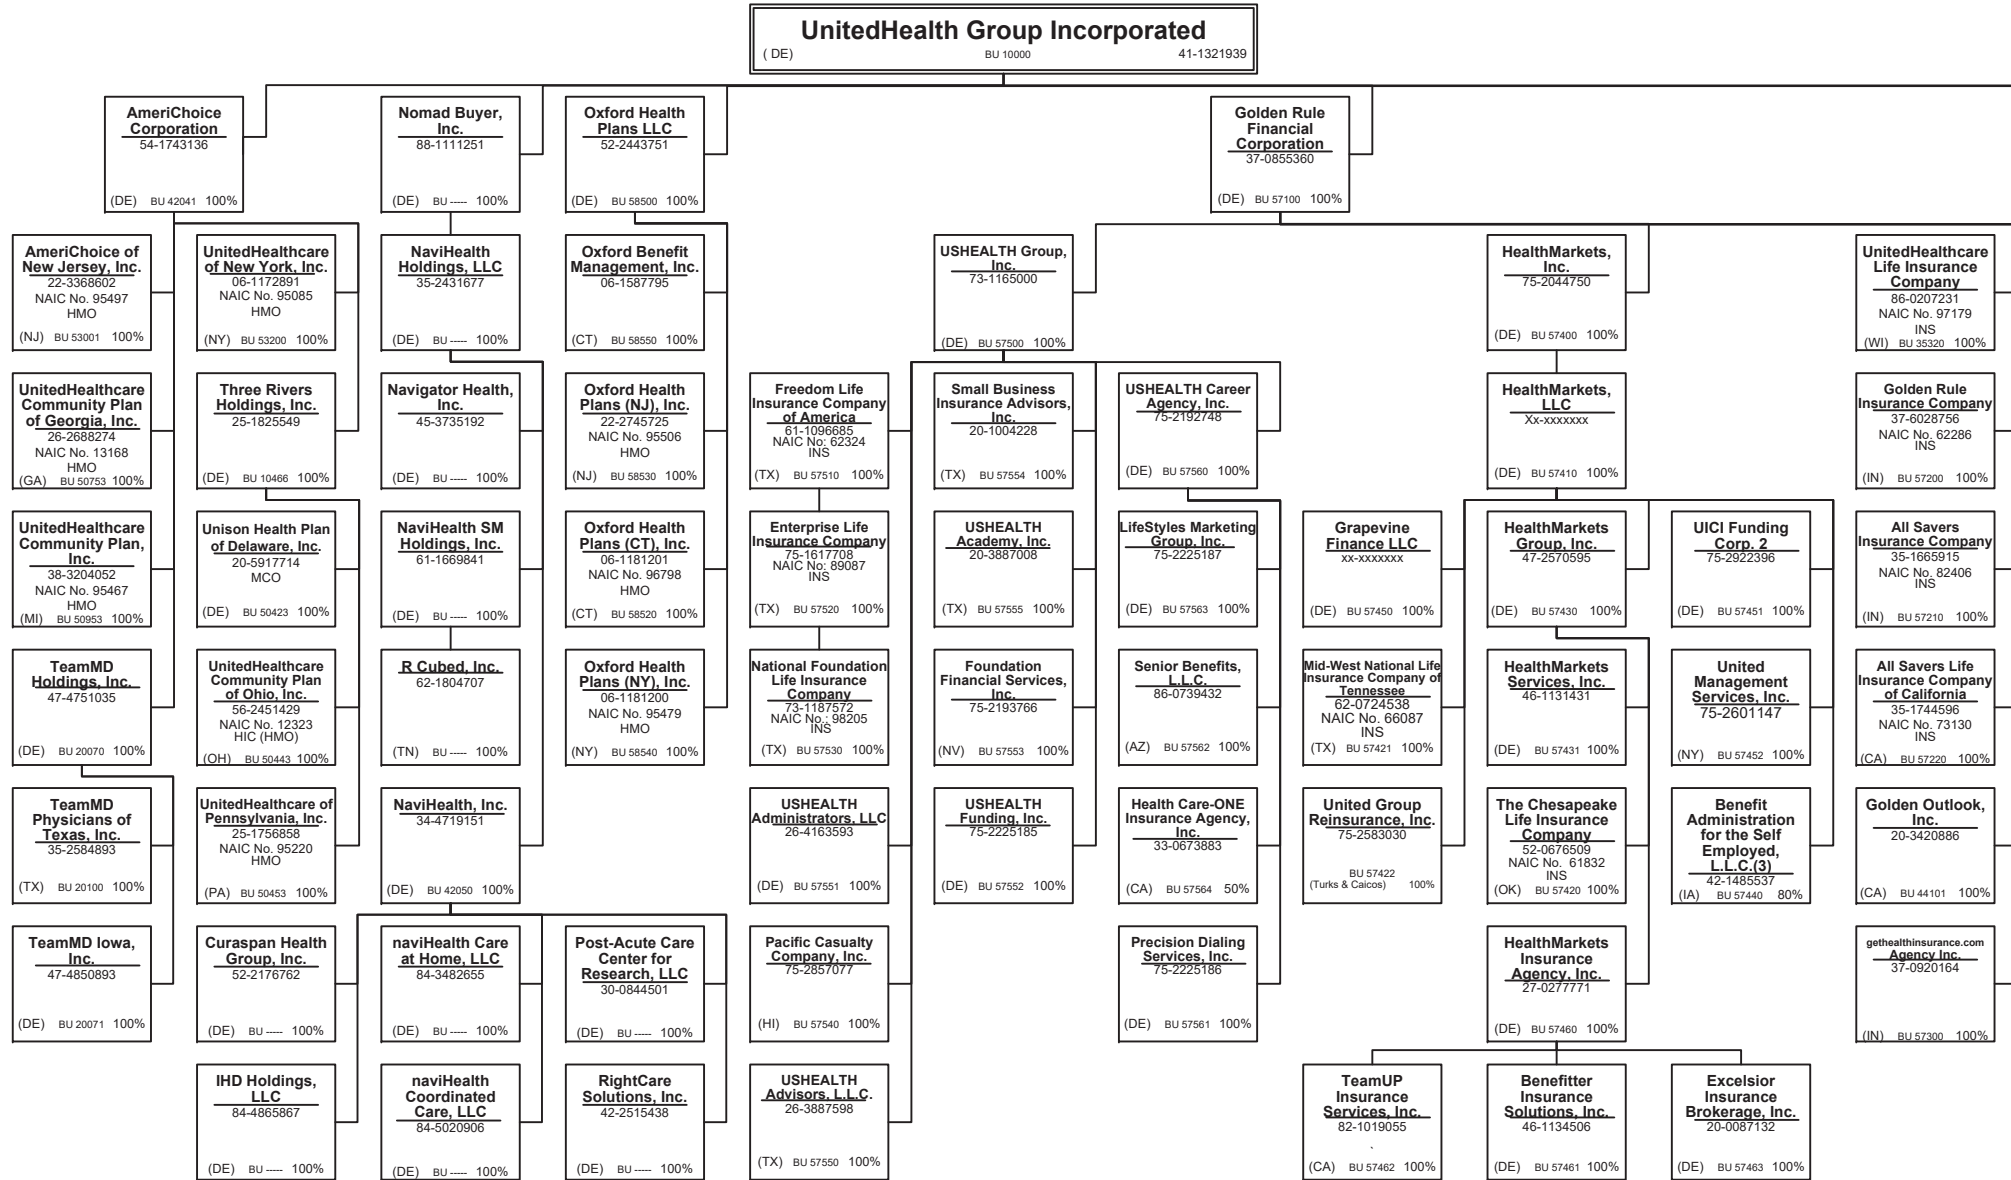 UnitedHealth Group Incorporated
( DE) BU 10000 41-1321939
AmeriChoice
Corporation
54-1743136
(DE) BU 42041 100%
Nomad Buyer,
Inc.
88-1111251
(DE) BU ----- 100%
Oxford Health
Plans LLC
52-2443751
(DE) BU 58500 100%
Golden Rule
Financial
Corporation
37-0855360
(DE) BU 57100 100%
AmeriChoice of
New Jersey, Inc.
22-3368602
NAIC No. 95497
HMO
(NJ) BU 53001 100%
UnitedHealthcare
of New York, Inc.
06-1172891
NAIC No. 95085
HMO
(NY) BU 53200 100%
NaviHealth
Holdings, LLC
35-2431677
(DE) BU ----- 100%
Oxford Benefit
Management, Inc.
06-1587795
(CT) BU 58550 100%
USHEALTH Group,
Inc.
73-1165000
(DE) BU 57500 100%
HealthMarkets,
Inc.
75-2044750
(DE) BU 57400 100%
UnitedHealthcare
Life Insurance
Company
86-0207231
NAIC No. 97179
INS
(WI) BU 35320 100%
UnitedHealthcare
Community Plan
of Georgia, Inc.
26-2688274
NAIC No. 13168
HMO
(GA) BU 50753 100%
Three Rivers
Holdings, Inc.
25-1825549
(DE) BU 10466 100%
Navigator Health,
Inc.
45-3735192
(DE) BU ----- 100%
Oxford Health
Plans (NJ), Inc.
22-2745725
NAIC No. 95506
HMO
(NJ) BU 58530 100%
Freedom Life
Insurance Company
of America
61-1096685
NAIC No: 62324
INS
(TX) BU 57510 100%
Small Business
Insurance Advisors,
Inc.
20-1004228
(TX) BU 57554 100%
USHEALTH Career
Agency, Inc.
75-2192748
(DE) BU 57560 100%
HealthMarkets,
LLC
Xx-xxxxxxx
(DE) BU 57410 100%
Golden Rule
Insurance Company
37-6028756
NAIC No. 62286
INS
(IN) BU 57200 100%
UnitedHealthcare
Community Plan,
Inc.
38-3204052
NAIC No. 95467
HMO
(MI) BU 50953 100%
Unison Health Plan
of Delaware, Inc.
20-5917714
MCO
(DE) BU 50423 100%
NaviHealth SM
Holdings, Inc.
61-1669841
(DE) BU ----- 100%
Oxford Health
Plans (CT), Inc.
06-1181201
NAIC No. 96798
HMO
(CT) BU 58520 100%
Enterprise Life
Insurance Company
75-1617708
NAIC No: 89087
INS
(TX) BU 57520 100%
USHEALTH
Academy, Inc.
20-3887008
(TX) BU 57555 100%
LifeStyles Marketing
Group, Inc.
75-2225187
(DE) BU 57563 100%
Grapevine
Finance LLC
xx-xxxxxxx
(DE) BU 57450 100%
HealthMarkets
Group, Inc.
47-2570595
(DE) BU 57430 100%
UICI Funding
Corp. 2
75-2922396
(DE) BU 57451 100%
All Savers
Insurance Company
35-1665915
NAIC No. 82406
INS
(IN) BU 57210 100%
TeamMD
Holdings, Inc.
47-4751035
(DE) BU 20070 100%
UnitedHealthcare
Community Plan
of Ohio, Inc.
56-2451429
NAIC No. 12323
HIC (HMO)
(OH) BU 50443 100%
R Cubed, Inc.
62-1804707
(TN) BU ----- 100%
Oxford Health
Plans (NY), Inc.
06-1181200
NAIC No. 95479
HMO
(NY) BU 58540 100%
National Foundation
Life Insurance
Company
73-1187572
NAIC No.: 98205
INS
(TX) BU 57530 100%
Foundation
Financial Services,
Inc.
75-2193766
(NV) BU 57553 100%
Senior Benefits,
L.L.C.
86-0739432
(AZ) BU 57562 100%
Mid-West National Life
Insurance Company of
Tennessee
62-0724538
NAIC No. 66087
INS
(TX) BU 57421 100%
HealthMarkets
Services, Inc.
46-1131431
(DE) BU 57431 100%
United
Management
Services, Inc.
75-2601147
(NY) BU 57452 100%
All Savers Life
Insurance Company
of California
35-1744596
NAIC No. 73130
INS
(CA) BU 57220 100%
TeamMD
Physicians of
Texas, Inc.
35-2584893
(TX) BU 20100 100%
UnitedHealthcare of
Pennsylvania, Inc.
25-1756858
NAIC No. 95220
HMO
(PA) BU 50453 100%
NaviHealth, Inc.
34-4719151
(DE) BU 42050 100%
USHEALTH
Administrators, LLC
26-4163593
(DE) BU 57551 100%
USHEALTH
Funding, Inc.
75-2225185
(DE) BU 57552 100%
Health Care-ONE
Insurance Agency,
Inc.
33-0673883
(CA) BU 57564 50%
United Group
Reinsurance, Inc.
75-2583030
BU 57422
(Turks & Caicos) 100%
The Chesapeake
Life Insurance
Company
52-0676509
NAIC No. 61832
INS
(OK) BU 57420 100%
Benefit
Administration
for the Self
Employed,
L.L.C.(3)
42-1485537
(IA) BU 57440 80%
Golden Outlook,
Inc.
20-3420886
(CA) BU 44101 100%
TeamMD Iowa,
Inc.
47-4850893
(DE) BU 20071 100%
Curaspan Health
Group, Inc.
52-2176762
(DE) BU ----- 100%
naviHealth Care
at Home, LLC
84-3482655
(DE) BU ----- 100%
Post-Acute Care
Center for
Research, LLC
30-0844501
(DE) BU ----- 100%
Pacific Casualty
Company, Inc.
75-2857077
(HI) BU 57540 100%
Precision Dialing
Services, Inc.
75-2225186
(DE) BU 57561 100%
HealthMarkets
Insurance
Agency, Inc.
27-0277771
(DE) BU 57460 100%
gethealthinsurance.com
Agency Inc.
37-0920164
(IN) BU 57300 100%
IHD Holdings,
LLC
84-4865867
(DE) BU ----- 100%
naviHealth
Coordinated
Care, LLC
84-5020906
(DE) BU ----- 100%
RightCare
Solutions, Inc.
42-2515438
(DE) BU ----- 100%
USHEALTH
Advisors, L.L.C.
26-3887598
(TX) BU 57550 100%
TeamUP
Insurance
Services, Inc.
82-1019055
`
(CA) BU 57462 100%
Benefitter
Insurance
Solutions, Inc.
46-1134506
(DE) BU 57461 100%
Excelsior
Insurance
Brokerage, Inc.
20-0087132
(DE) BU 57463 100%